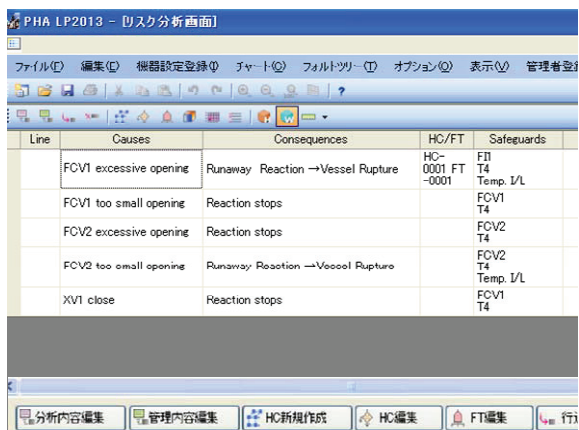 PHA LP2013 - [リスク分析画面]
ファイル(F) 編集(E) 機器設定登録(I) チャート(C) フォルトツリー(T) オプション(O) 表示(V) 管理者登
Line Causes Consequences HC/FT Safeguards
FCV1 excessive opening Runaway Reaction →Vessel Rupture HC-0001 FT-0001 FI1
T4
Temp. I/L
FCV1 too small opening Reaction stops FCV1
T4
FCV2 excessive opening Reaction stops FCV2
T4
FCV2 too small opening Runaway Reaction →Vessel Rupture FCV2
T4
Temp. I/L
XV1 close Reaction stops FCV1
T4
分析内容編集 管理内容編集 HC新規作成 HC編集 FT編集